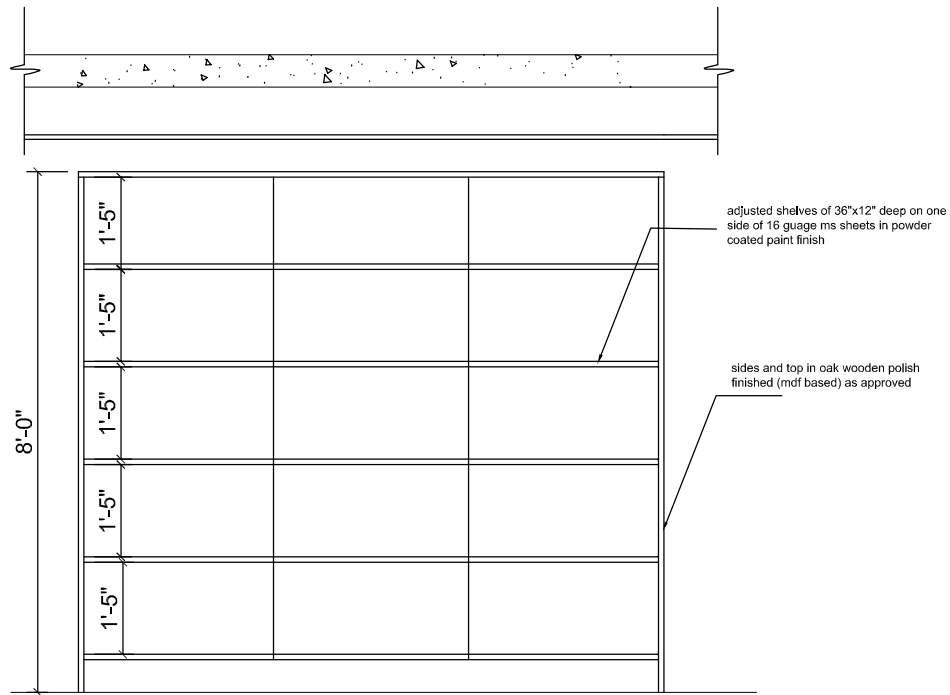 1'-5"
adjusted shelves of 36"x12" deep on one
side of 16 guage ms sheets in powder
coated paint finish
1'-5"
1'-5"
sides and top in oak wooden polish
finished (mdf based) as approved
8'-0"
1'-5"
1'-5"